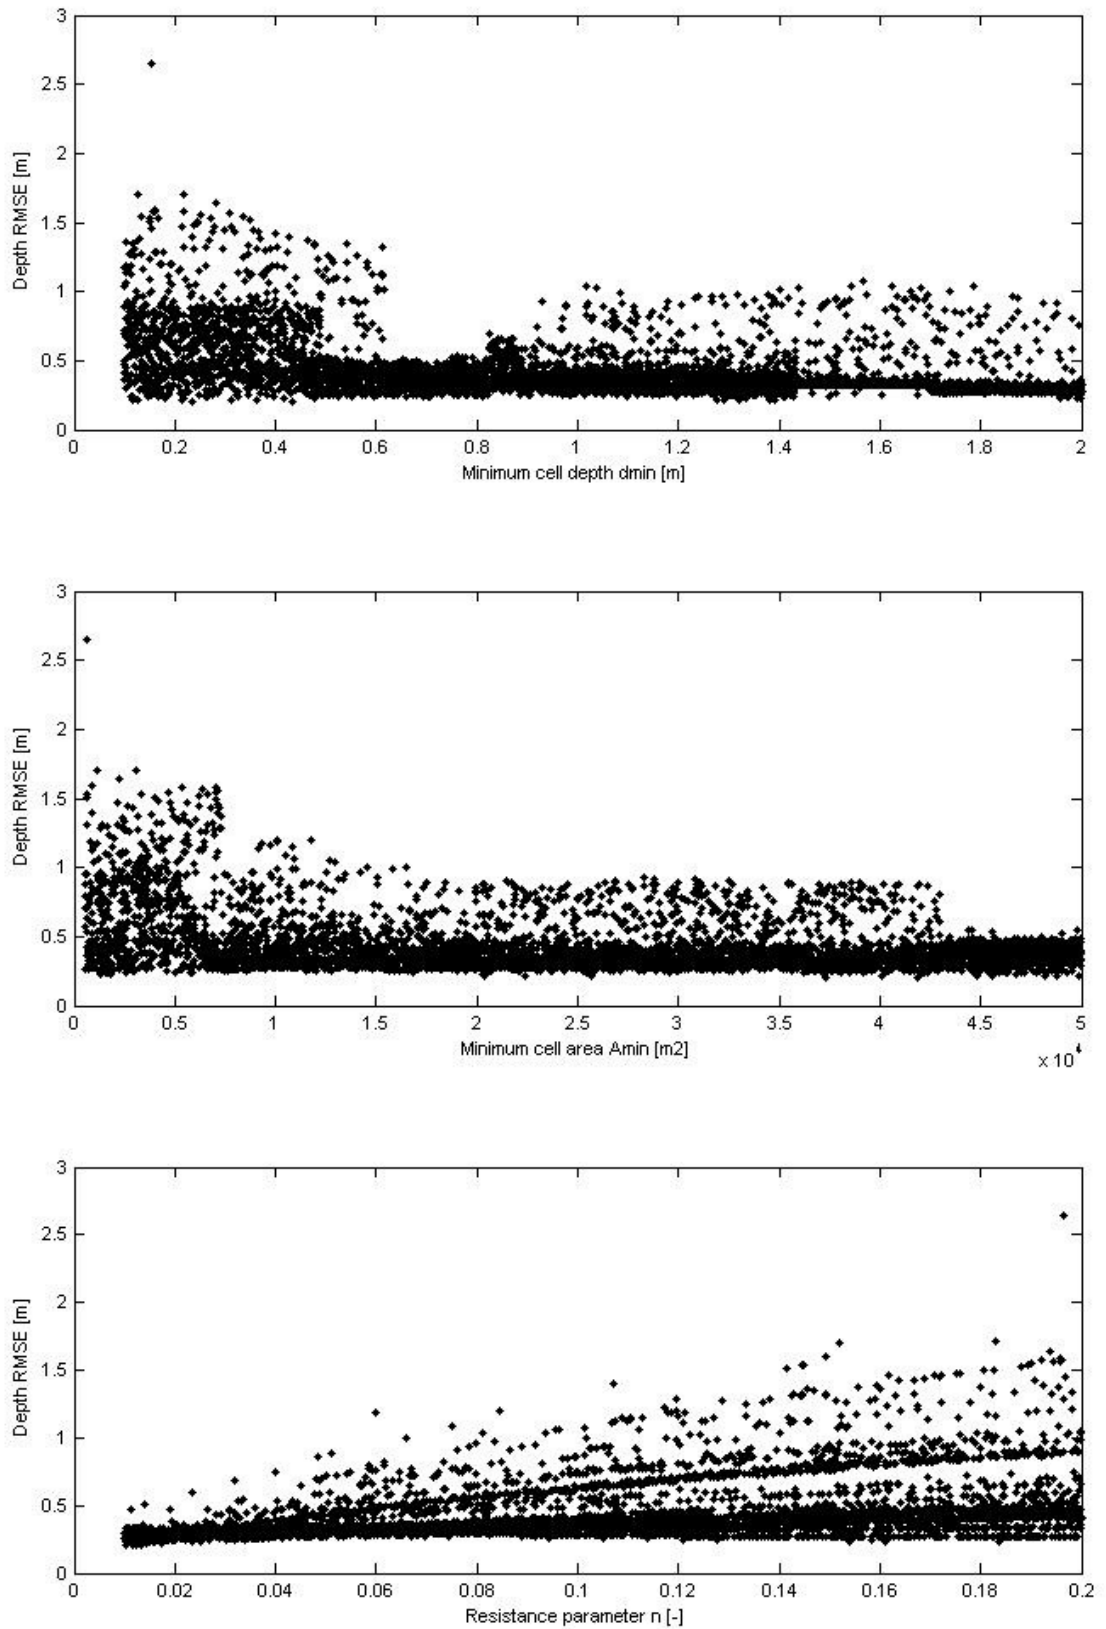 3
2.5
2
1.5
1
0.5
0
Depth RMSE [m]
0 0.2 0.4 0.6 0.8 1 1.2 1.4 1.6 1.8 2
Minimum cell depth dmin [m]
3
2.5
2
1.5
1
0.5
0
Depth RMSE [m]
0 0.5 1 1.5 2 2.5 3 3.5 4 4.5 5
Minimum cell area Amin [m2]
x 10^4
3
2.5
2
1.5
1
0.5
0
Depth RMSE [m]
0 0.02 0.04 0.06 0.08 0.1 0.12 0.14 0.16 0.18 0.2
Resistance parameter n [-]